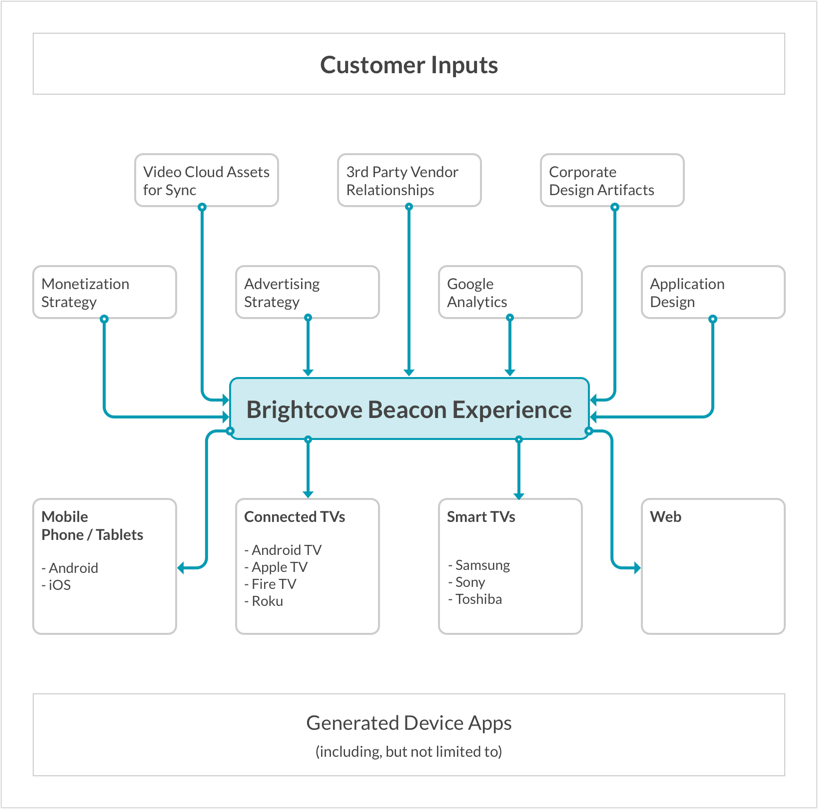 Customer Inputs
Video Cloud Assets
for Sync
3rd Party Vendor
Relationships
Corporate
Design Artifacts
Monetization
Strategy
Advertising
Strategy
Google
Analytics
Application
Design
Brightcove Beacon Experience
Mobile
Phone / Tablets
- Android
- iOS
Connected TVs
- Android TV
- Apple TV
- Fire TV
- Roku
Smart TVs
- Samsung
- Sony
- Toshiba
Web
Generated Device Apps
(including, but not limited to)